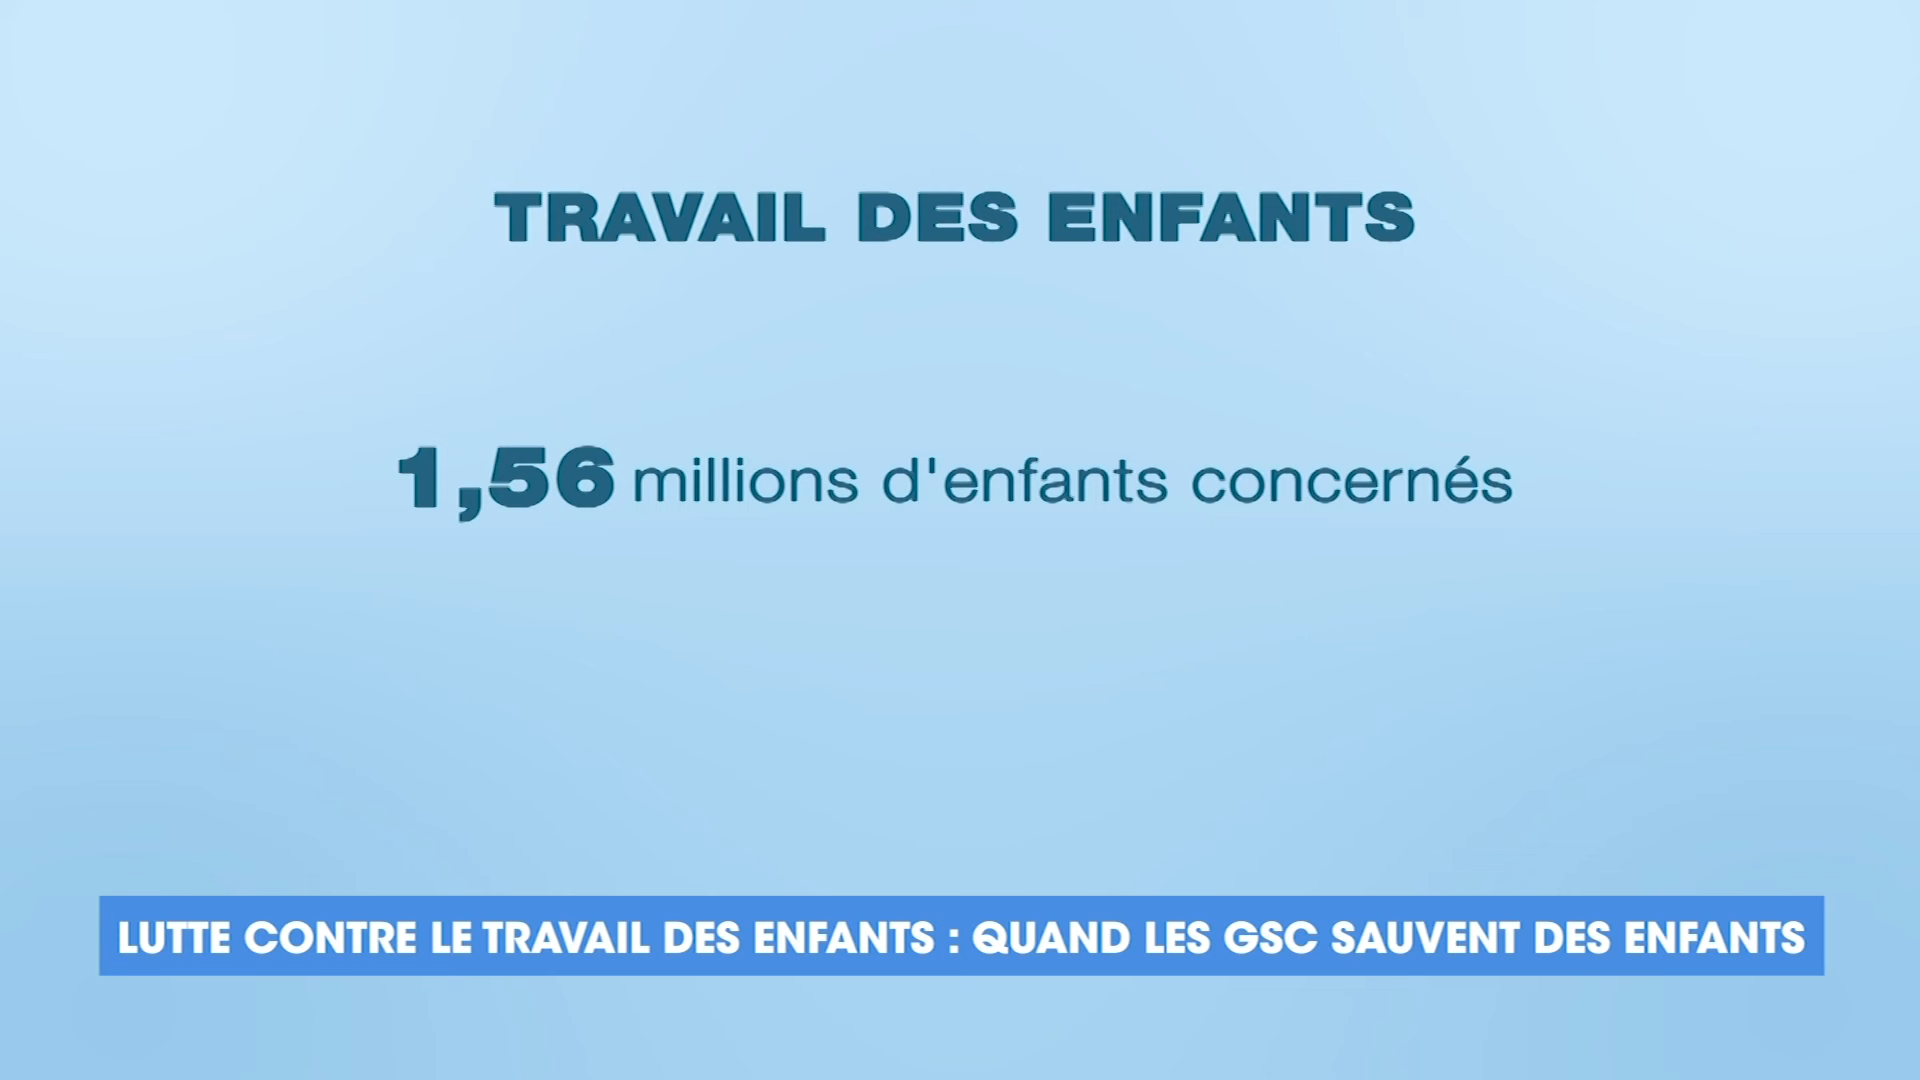 TRAVAIL DES ENFANTS
1,56 millions d'enfants concernés
LUTTE CONTRE LE TRAVAIL DES ENFANTS : QUAND LES GSC SAUVENT DES ENFANTS